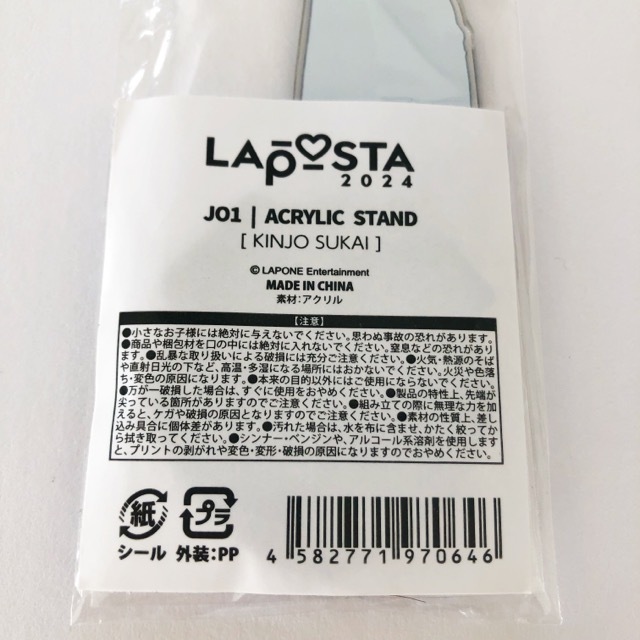 LAPOSTA
2024
JO1 | ACRYLIC STAND
[ KINJO SUKAI ]
© LAPONE Entertainment
MADE IN CHINA
素材:アクリル
【注意】
●小さなお子様には絶対に与えないでください。思わぬ事故の恐れがあります。
●商品や梱包材を口の中には絶対に入れないでください。窒息などの恐れがあり
ます。●乱暴な取り扱いによる破損には充分ご注意ください。●火気・熱源のそば
や直射日光の下など、高温・多湿になる場所にはおかないでください。火災や色落
ち・変色の原因になります。●本来の目的以外にはご使用にならないでください。
●万が一破損した場合は、すぐに使用をおやめください。●製品の特性上、先端が
尖っている箇所がありますのでご注意ください。●組み立ての際に無理な力を加
えると、ケガや破損の原因となりますのでご注意ください。●素材の性質上、差し
込み具合に個体差があります。●汚れた場合は、水を布に含ませ、かたく絞ってか
ら拭き取ってください。●シンナー・ベンジンや、アルコール系溶剤を使用します
と、プリントの剥がれや変色・変形・破損の原因になりますのでおやめください。
紙 プラ
シール 外装:PP
4 582771 970646